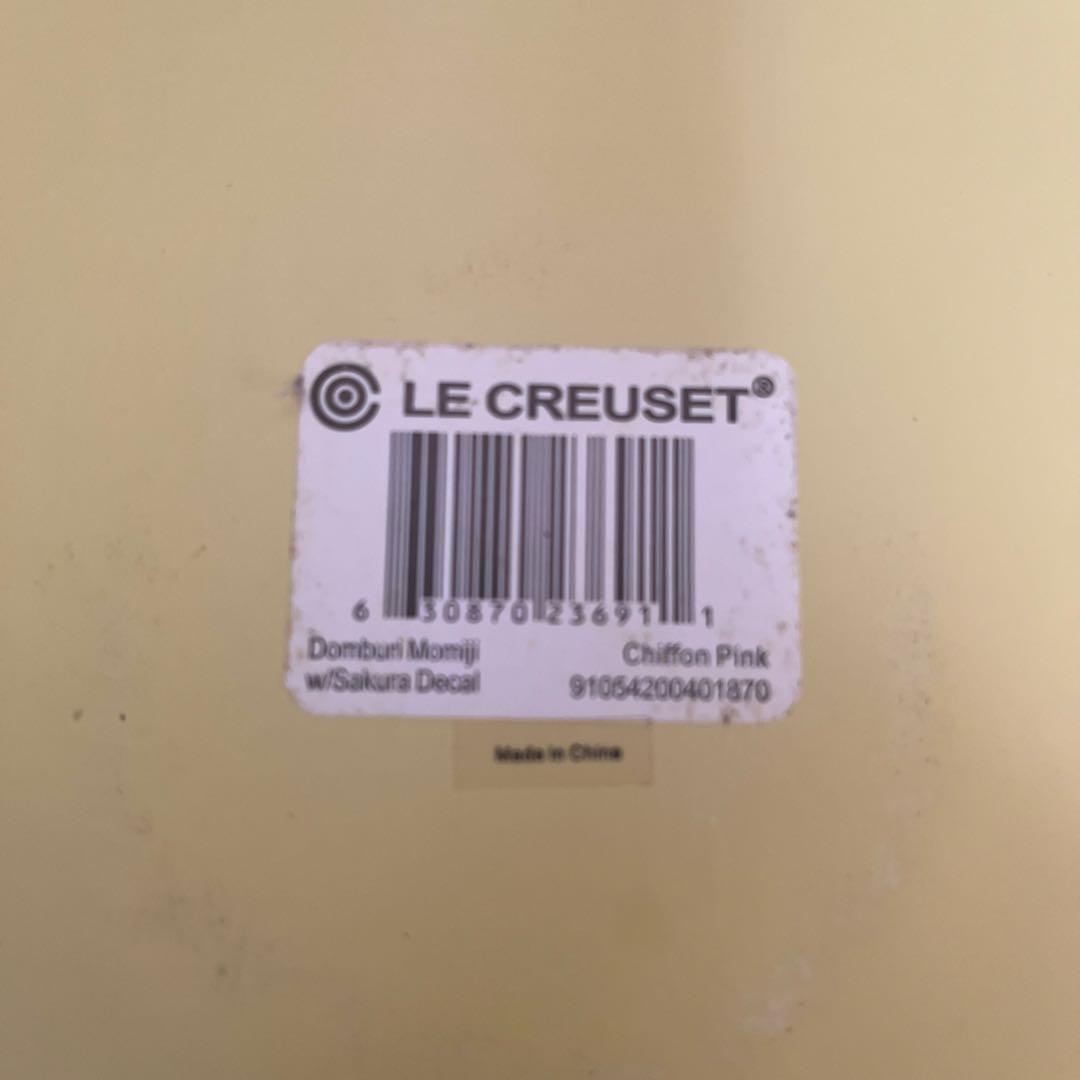 LE CREUSET®
6 30870 23691 1
Domburi Momiji
w/Sakura Decal
Chiffon Pink
91054200401870
Made in China